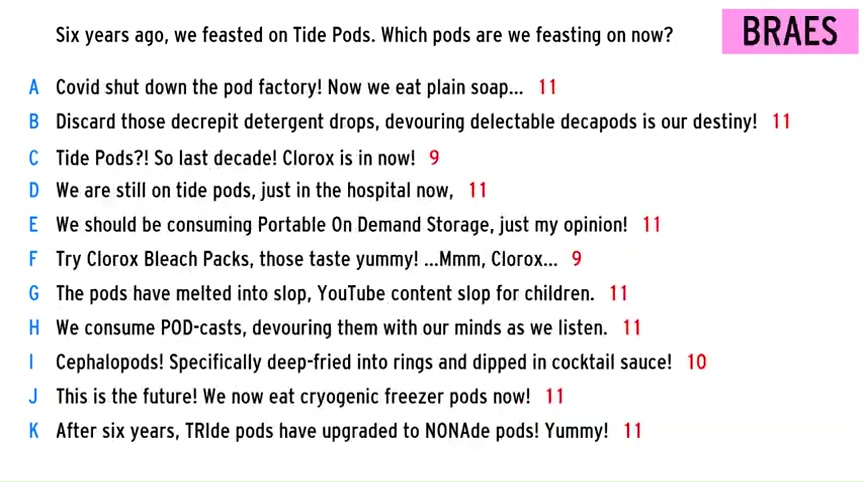 Six years ago, we feasted on Tide Pods. Which pods are we feasting on now? BRAES
A Covid shut down the pod factory! Now we eat plain soap... 11
B Discard those decrepit detergent drops, devouring delectable decapods is our destiny! 11
C Tide Pods?! So last decade! Clorox is in now! 9
D We are still on tide pods, just in the hospital now, 11
E We should be consuming Portable On Demand Storage, just my opinion! 11
F Try Clorox Bleach Packs, those taste yummy! ...Mmm, Clorox... 9
G The pods have melted into slop, YouTube content slop for children. 11
H We consume POD-casts, devouring them with our minds as we listen. 11
I Cephalopods! Specifically deep-fried into rings and dipped in cocktail sauce! 10
J This is the future! We now eat cryogenic freezer pods now! 11
K After six years, TRIde pods have upgraded to NONAde pods! Yummy! 11